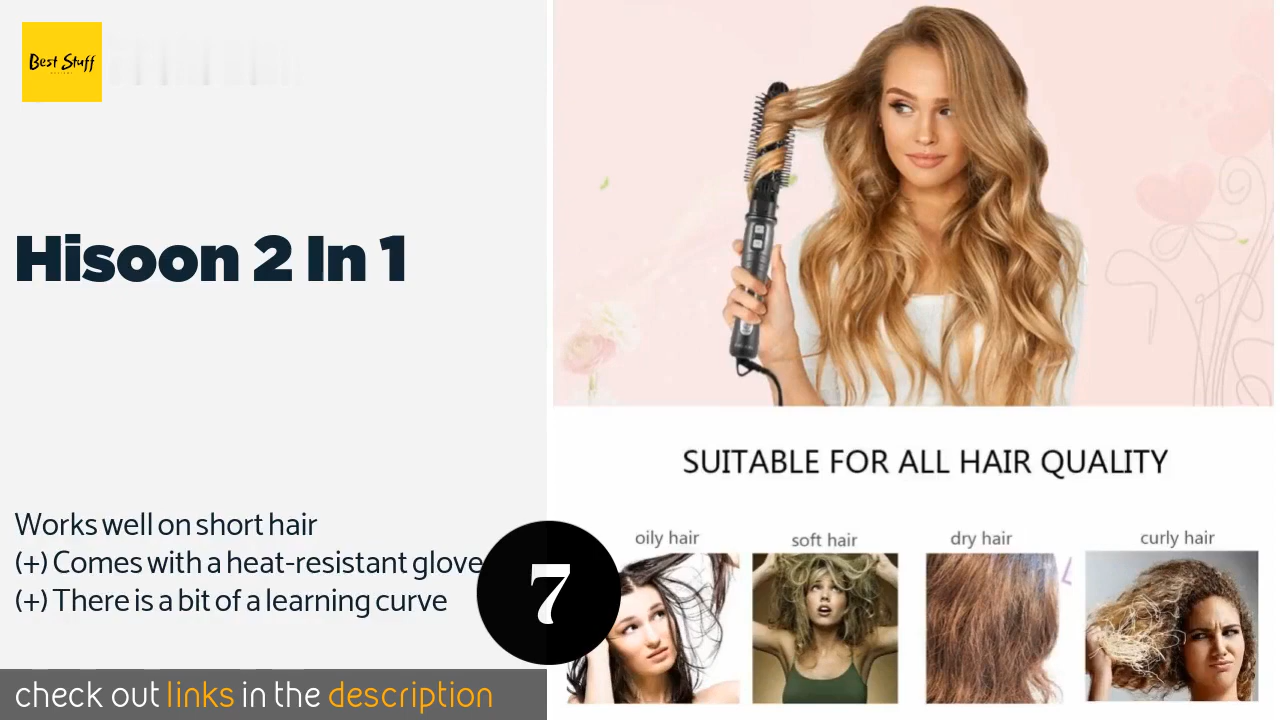 Best Stuff
Hisoon 2 In 1
Works well on short hair
(+) Comes with a heat-resistant glove
(+) There is a bit of a learning curve
7
check out links in the description
SUITABLE FOR ALL HAIR QUALITY
oily hair
soft hair
dry hair
curly hair